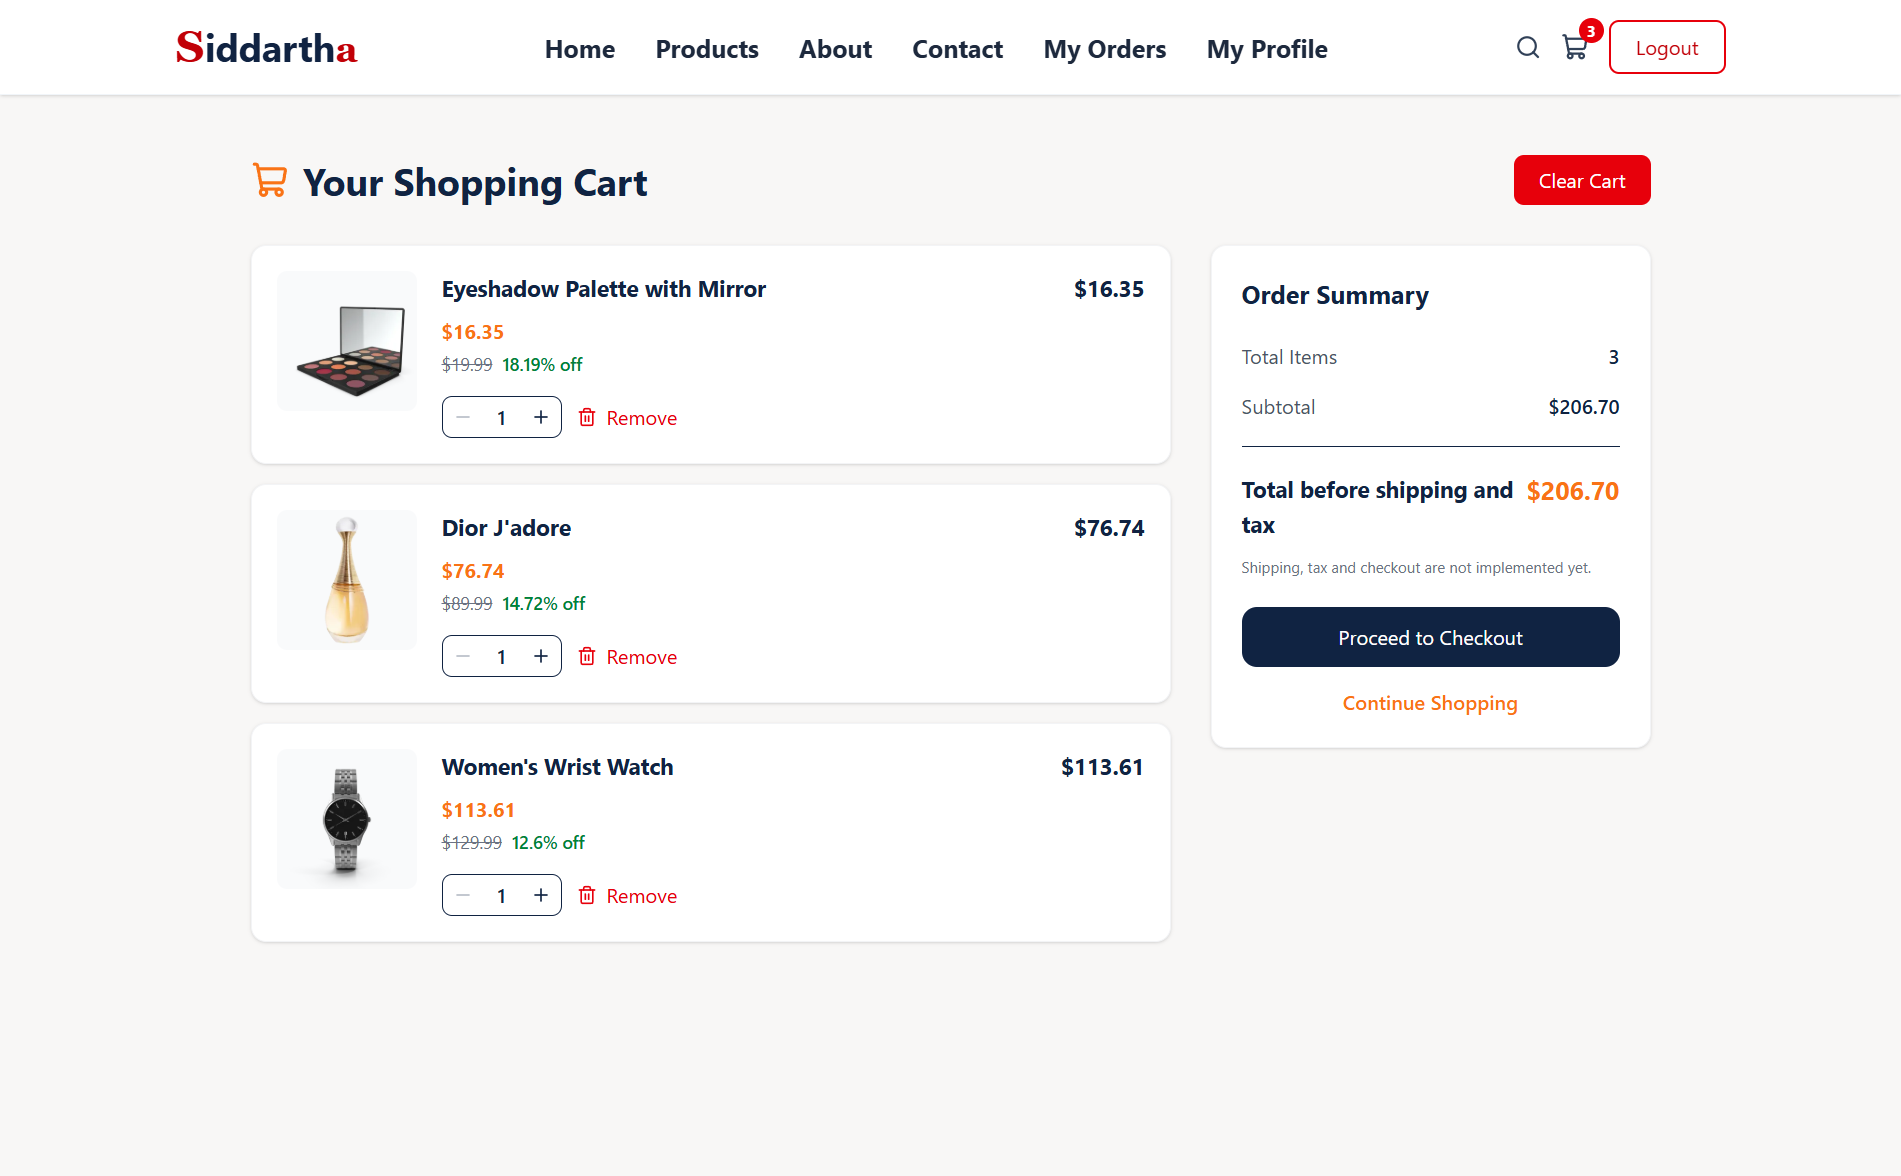 Siddartha
Home Products About Contact My Orders My Profile
3
Logout
Your Shopping Cart
Clear Cart
Eyeshadow Palette with Mirror $16.35
$16.35
$19.99 18.19% off
1 Remove
Dior J'adore $76.74
$76.74
$89.99 14.72% off
1 Remove
Women's Wrist Watch $113.61
$113.61
$129.99 12.6% off
1 Remove
Order Summary
Total Items 3
Subtotal $206.70
Total before shipping and $206.70
tax
Shipping, tax and checkout are not implemented yet.
Proceed to Checkout
Continue Shopping